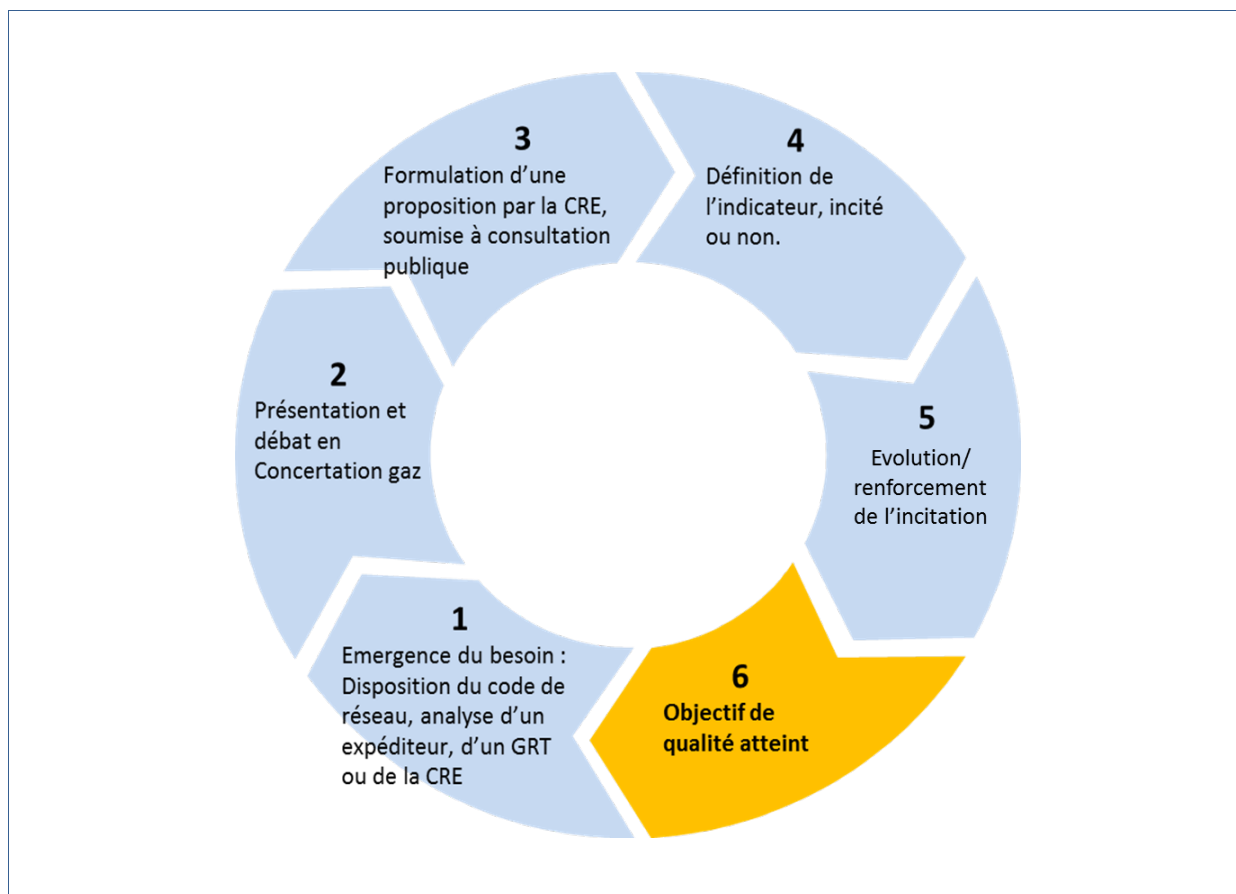 1
Emergence du besoin :
Disposition du code de
réseau, analyse d’un
expéditeur, d’un GRT
ou de la CRE
2
Présentation et
débat en
Concertation gaz
3
Formulation d’une
proposition par la CRE,
soumise à consultation
publique
4
Définition de
l’indicateur, incité
ou non.
5
Evolution/
renforcement
de l’incitation
6
Objectif de
qualité atteint